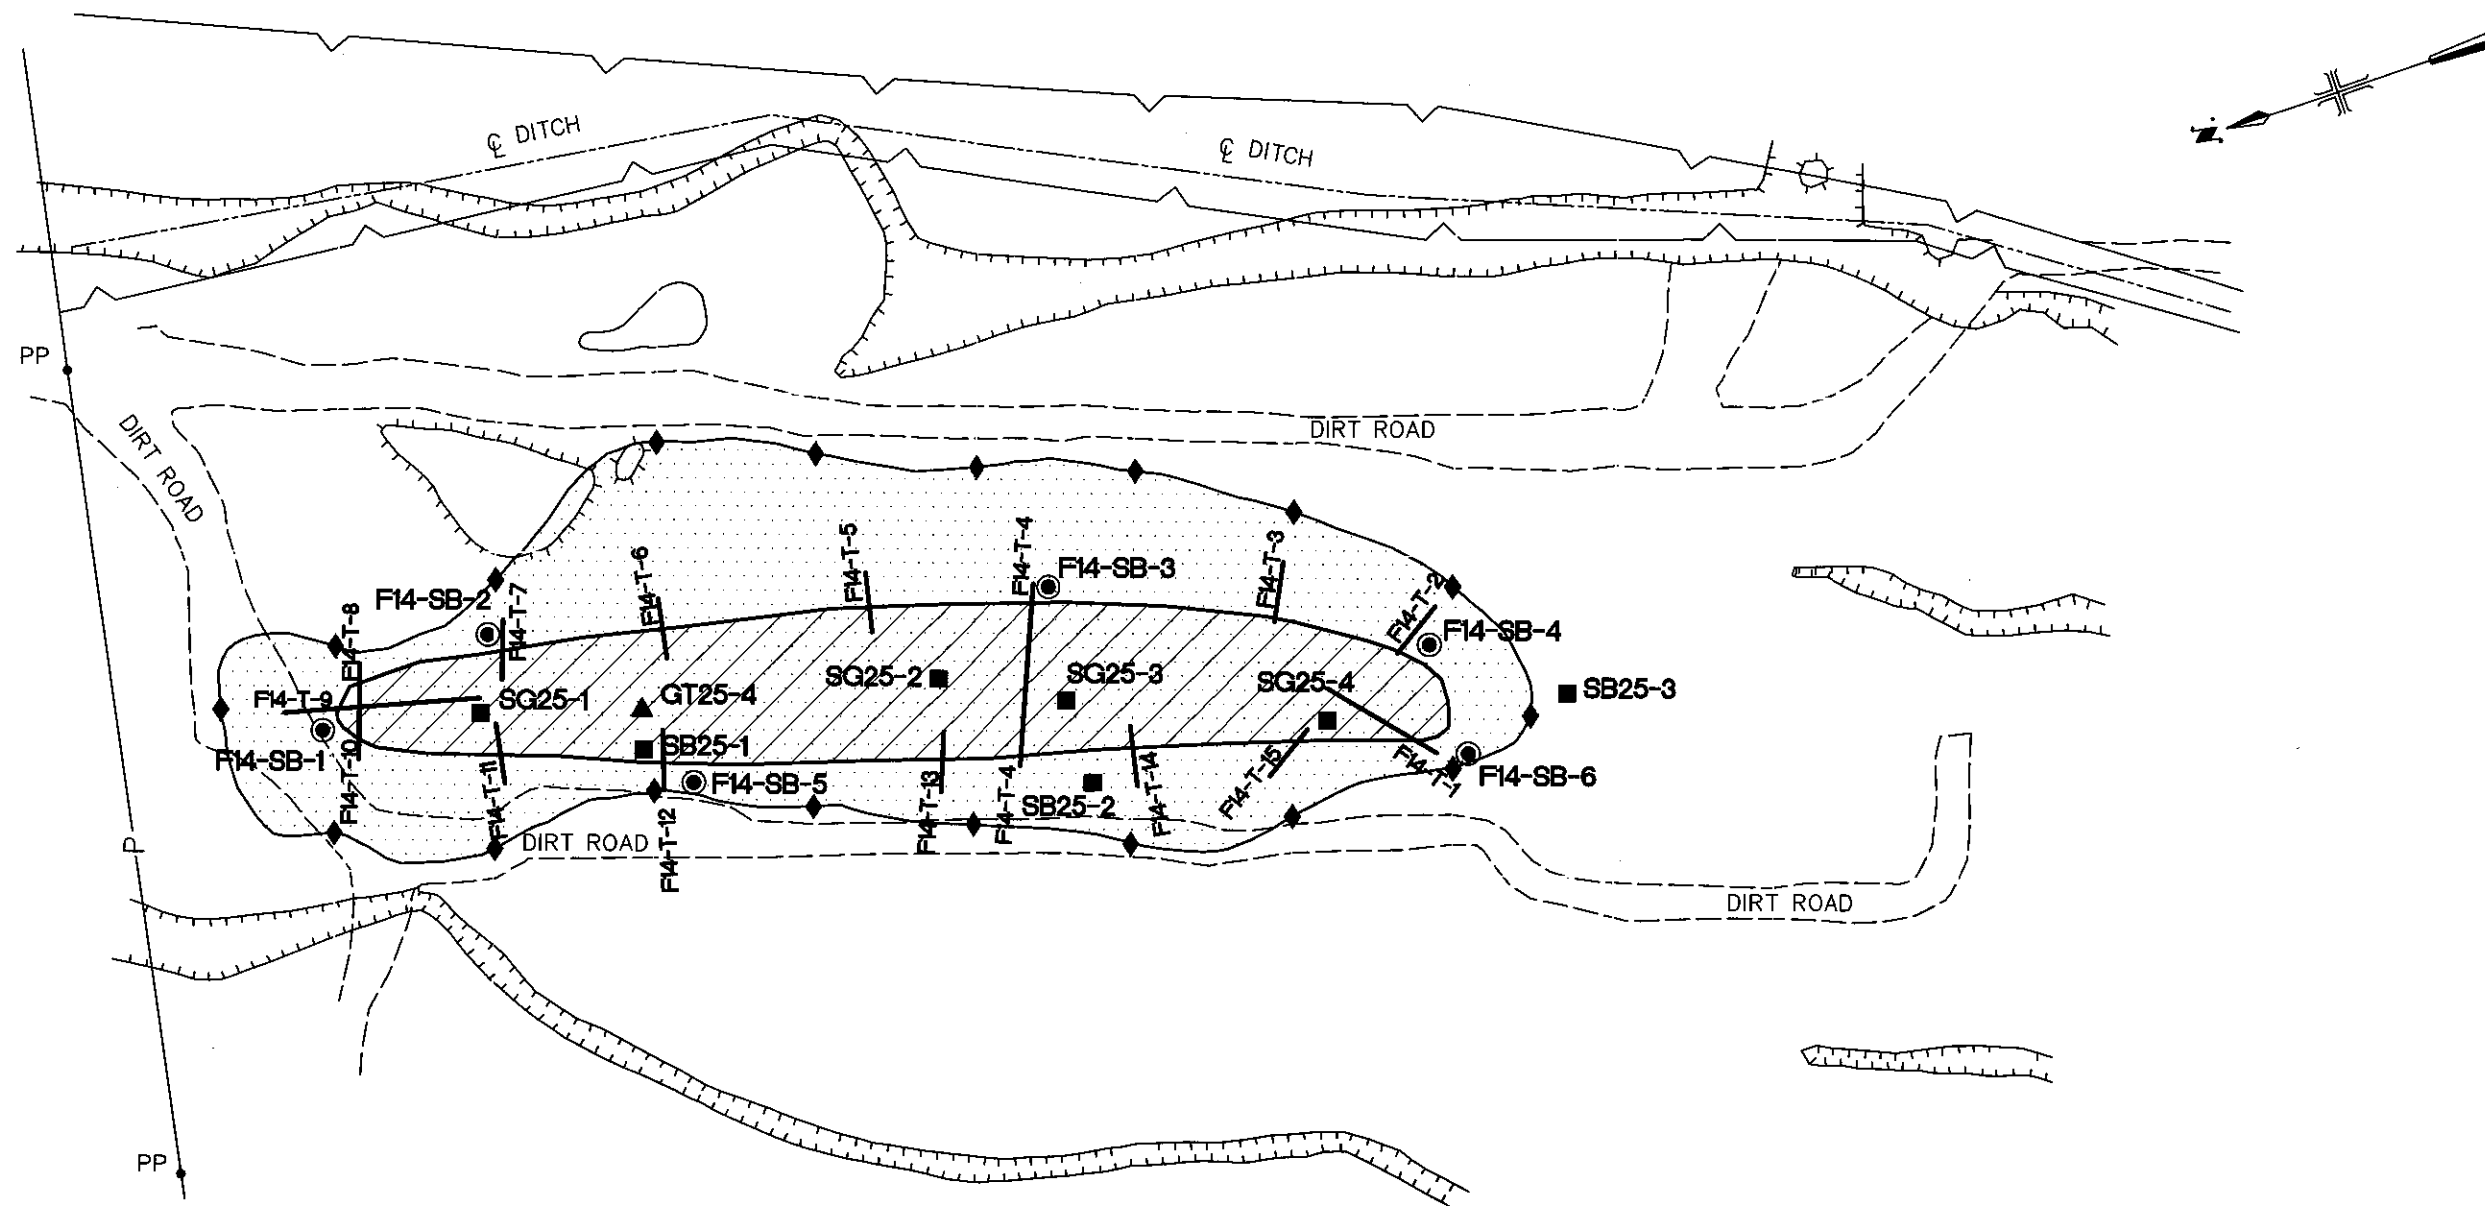 ℄ DITCH
℄ DITCH
N
PP
DIRT ROAD
DIRT ROAD
F14-T-8
F14-SB-2
F14-T-7
F14-T-6
F14-T-5
F14-T-4
F14-SB-3
F14-T-3
F14-T-2
F14-SB-4
F14-T-9
SG25-1
GT25-4
SG25-2
SG25-3
SG25-4
SB25-3
F14-SB-1
F14-T-10
F14-T-11
SB25-1
F14-SB-5
F14-T-12
F14-T-13
F14-T-4
SB25-2
F14-T-14
F14-T-15
F14-T-1
F14-SB-6
P
DIRT ROAD
DIRT ROAD
PP